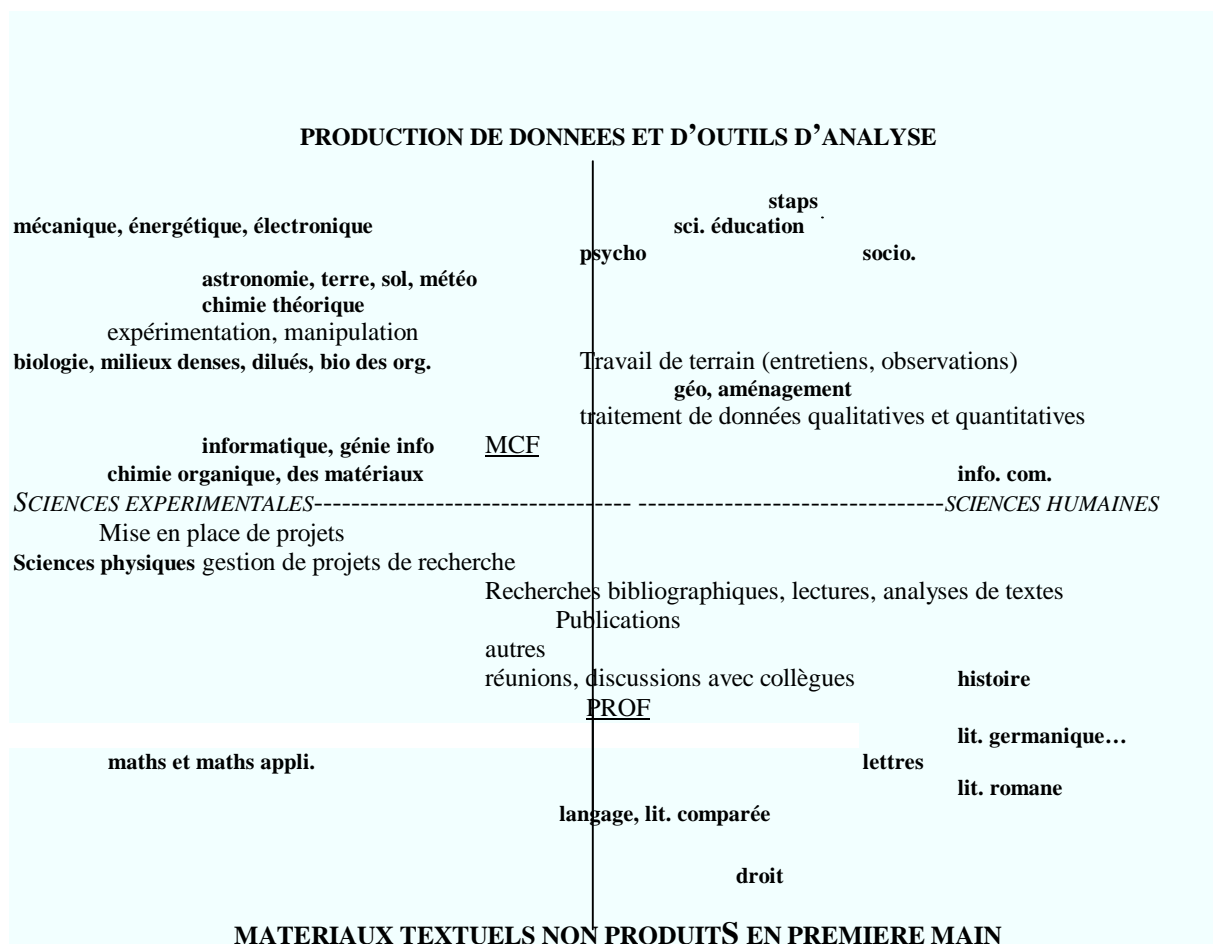 PRODUCTION DE DONNEES ET D’OUTILS D’ANALYSE
staps
mécanique, énergétique, électronique sci. éducation
psycho socio.
astronomie, terre, sol, météo
chimie théorique
expérimentation, manipulation
biologie, milieux denses, dilués, bio des org. Travail de terrain (entretiens, observations)
géo, aménagement
traitement de données qualitatives et quantitatives
informatique, génie info MCF
chimie organique, des matériaux info. com.
SCIENCES EXPERIMENTALES--------------------------------- --------------------------------SCIENCES HUMAINES
Mise en place de projets
Sciences physiques gestion de projets de recherche
Recherches bibliographiques, lectures, analyses de textes
Publications
autres
réunions, discussions avec collègues histoire
PROF
lit. germanique…
maths et maths appli. lettres
lit. romane
langage, lit. comparée
droit
MATERIAUX TEXTUELS NON PRODUITS EN PREMIERE MAIN